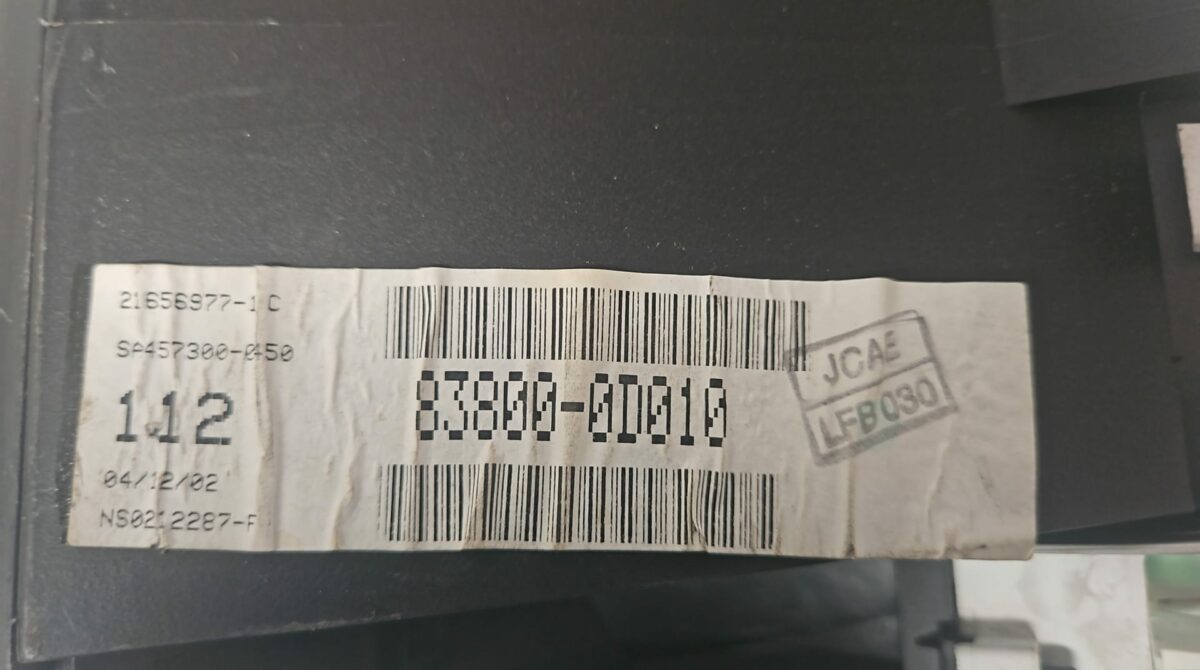 21656977-1 C
SA457300-0450
112
04/12/02
NS0212287-F
83800-0D010
JCAE
LFB030